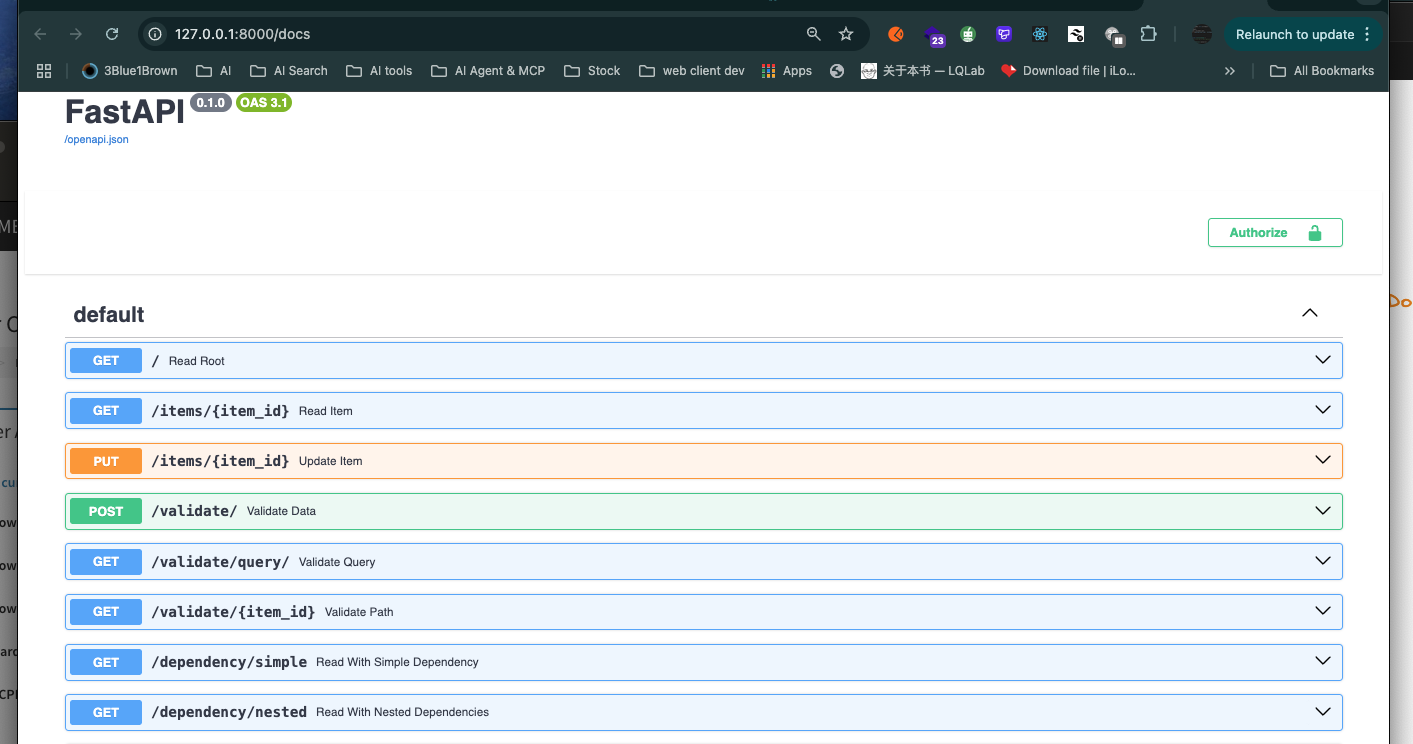 127.0.0.1:8000/docs
23
Relaunch to update
3Blue1Brown AI AI Search AI tools AI Agent & MCP Stock web client dev Apps 关于本书 — LQLab Download file | iLo... » All Bookmarks
FastAPI 0.1.0 OAS 3.1
/openapi.json
Authorize
default
GET / Read Root
GET /items/{item_id} Read Item
PUT /items/{item_id} Update Item
POST /validate/ Validate Data
GET /validate/query/ Validate Query
GET /validate/{item_id} Validate Path
GET /dependency/simple Read With Simple Dependency
GET /dependency/nested Read With Nested Dependencies